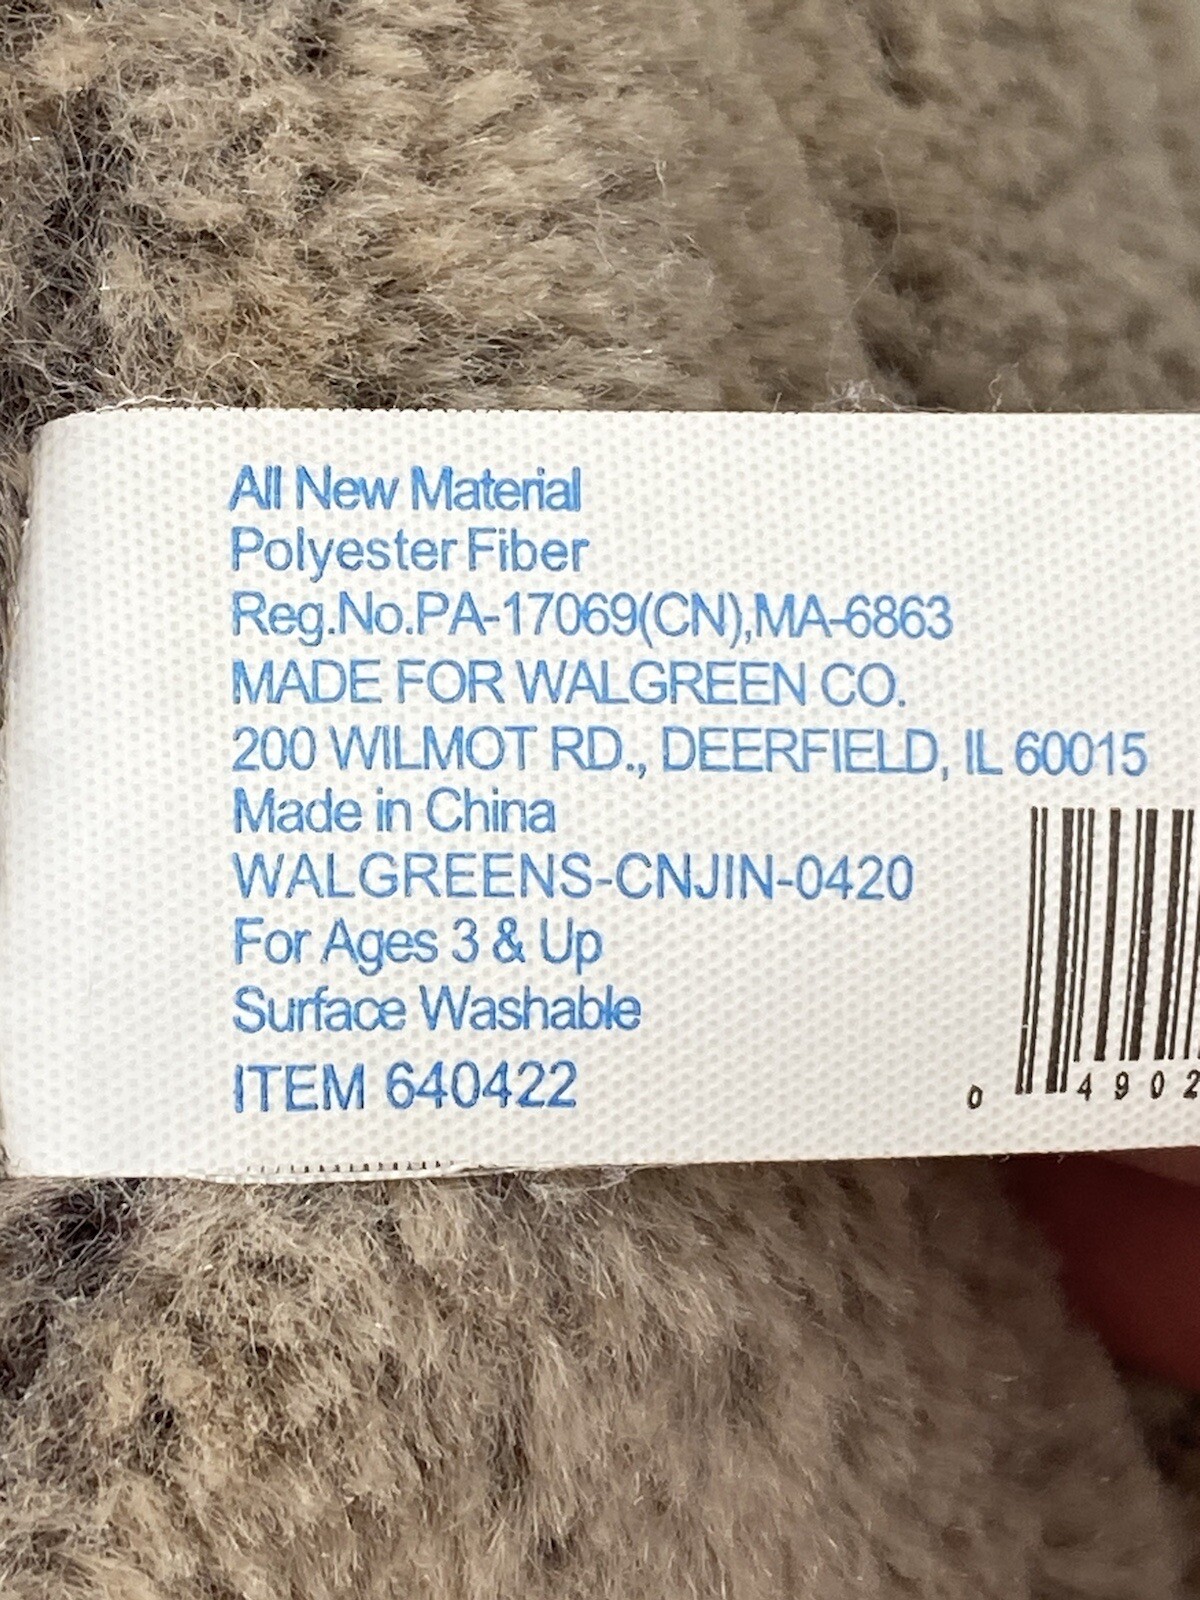 All New Material
Polyester Fiber
Reg.No.PA-17069(CN),MA-6863
MADE FOR WALGREEN CO.
200 WILMOT RD., DEERFIELD, IL 60015
Made in China
WALGREENS-CNJIN-0420
For Ages 3 & Up
Surface Washable
ITEM 640422
0 4902